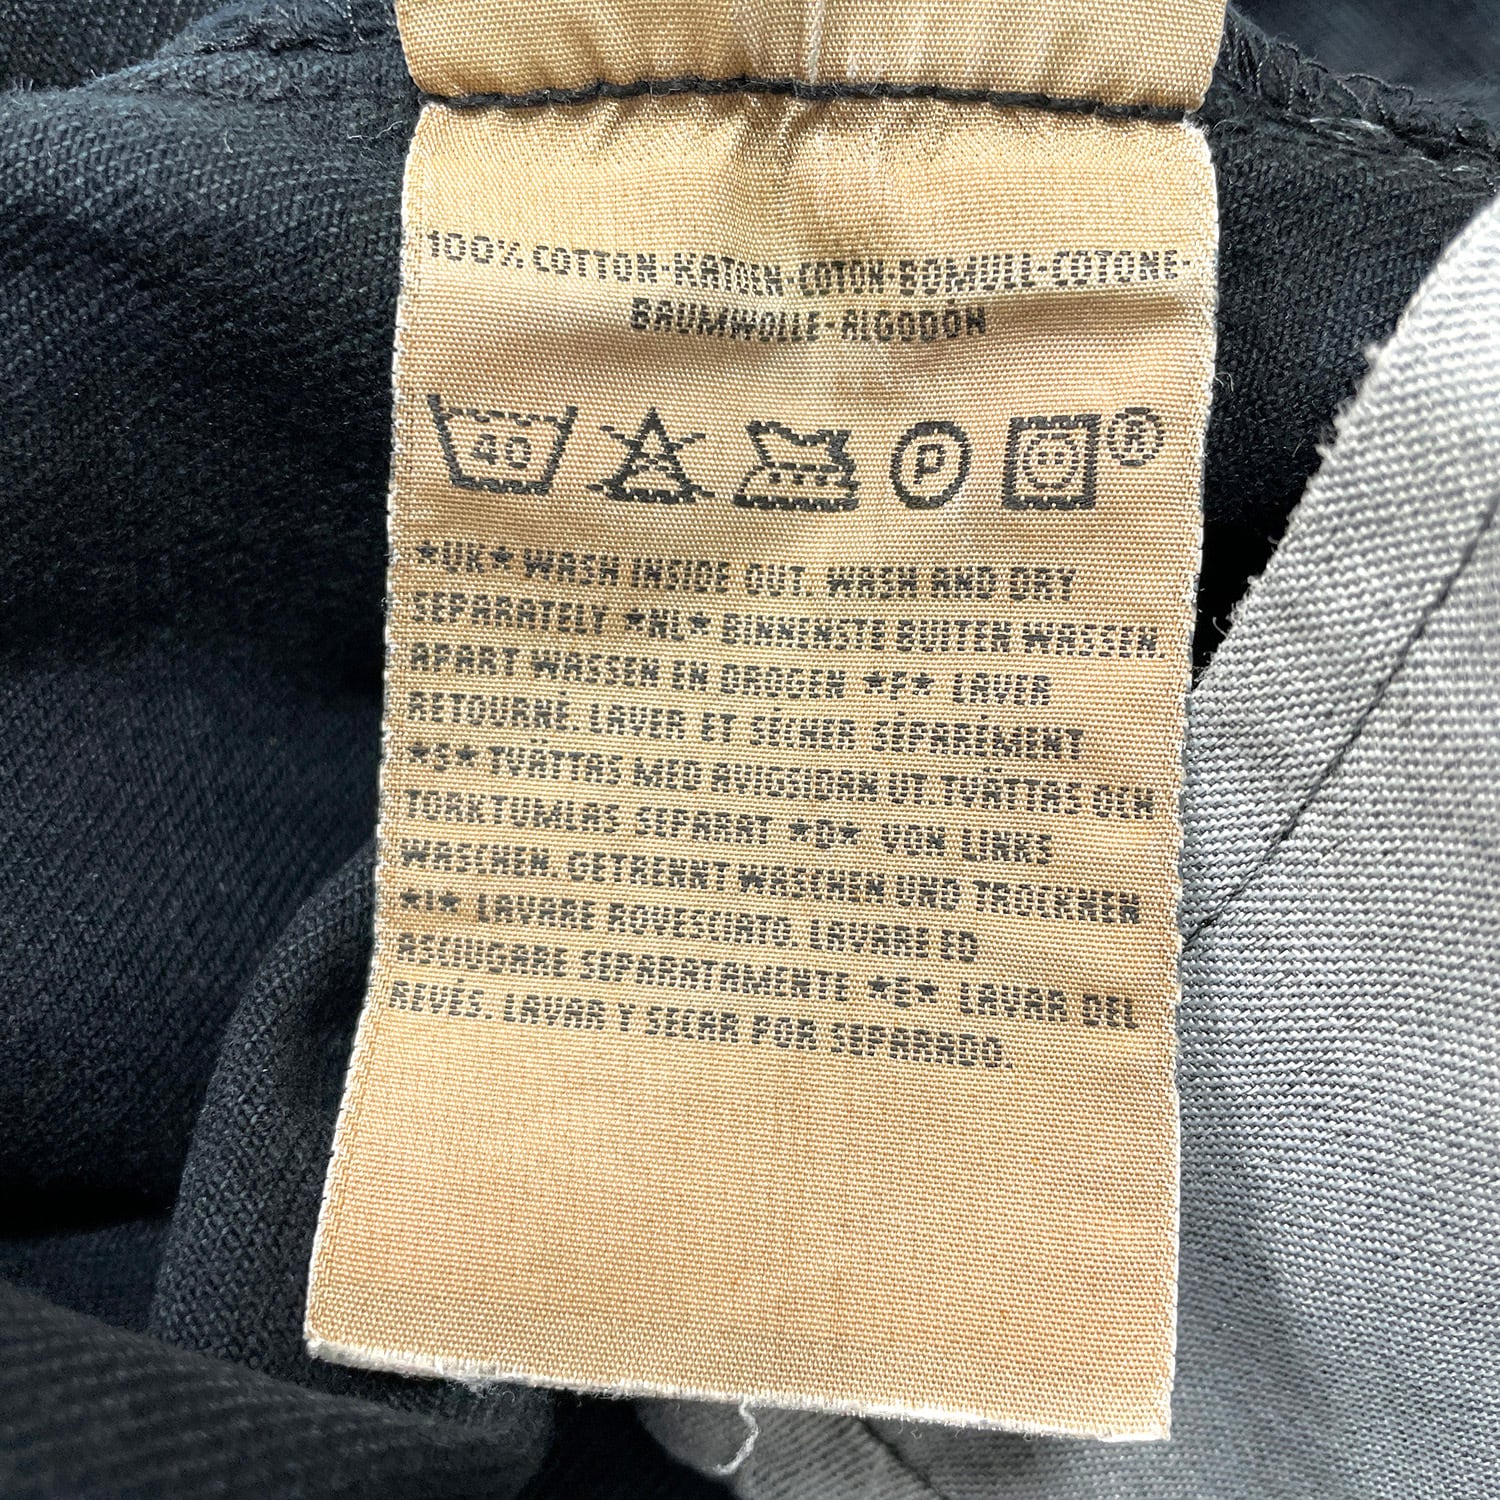 100% COTTON-KATOEN-COTON-BOMULL-COTONE-
BAUMWOLLE-ALGODÓN
40 P ®
*UK* WASH INSIDE OUT. WASH AND DRY
SEPARATELY *NL* BINNENSTE BUITEN WASSEN.
APART WASSEN EN DROGEN *F* LAVER
RETOURNÉ. LAVER ET SÉCHER SÉPARÉMENT
*S* TVÄTTAS MED AVIGSIDAN UT. TVÄTTAS OCH
TORKTUMLAS SEPARAT *D* VON LINKS
WASCHEN. GETRENNT WASCHEN UND TROCKNEN
*I* LAVARE ROVESCIATO. LAVARE ED
ASCIUGARE SEPARATAMENTE *E* LAVAR DEL
REVÉS. LAVAR Y SECAR POR SEPARADO.